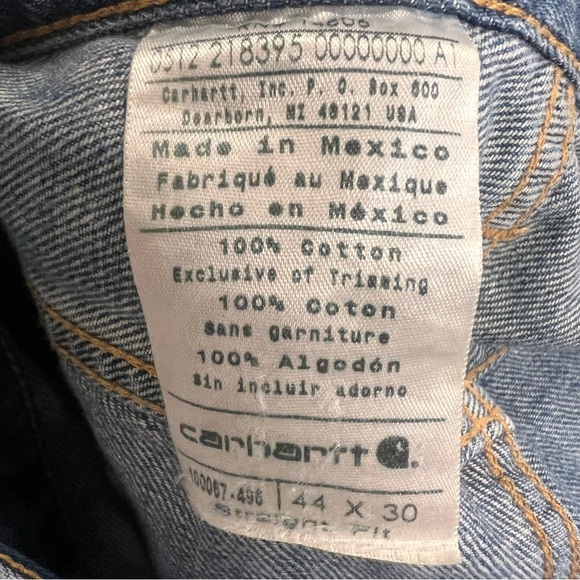 0512 218395 00000000 A1
Carhartt, Inc. P. O. Box 600
Dearborn, MI 48121 USA
Made in Mexico
Fabriqué au Mexique
Hecho en México
100% Cotton
Exclusive of Trimming
100% Coton
Sans garniture
100% Algodón
Sin incluir adorno
carhartt
100067-498 44 X 30
Straight Fit